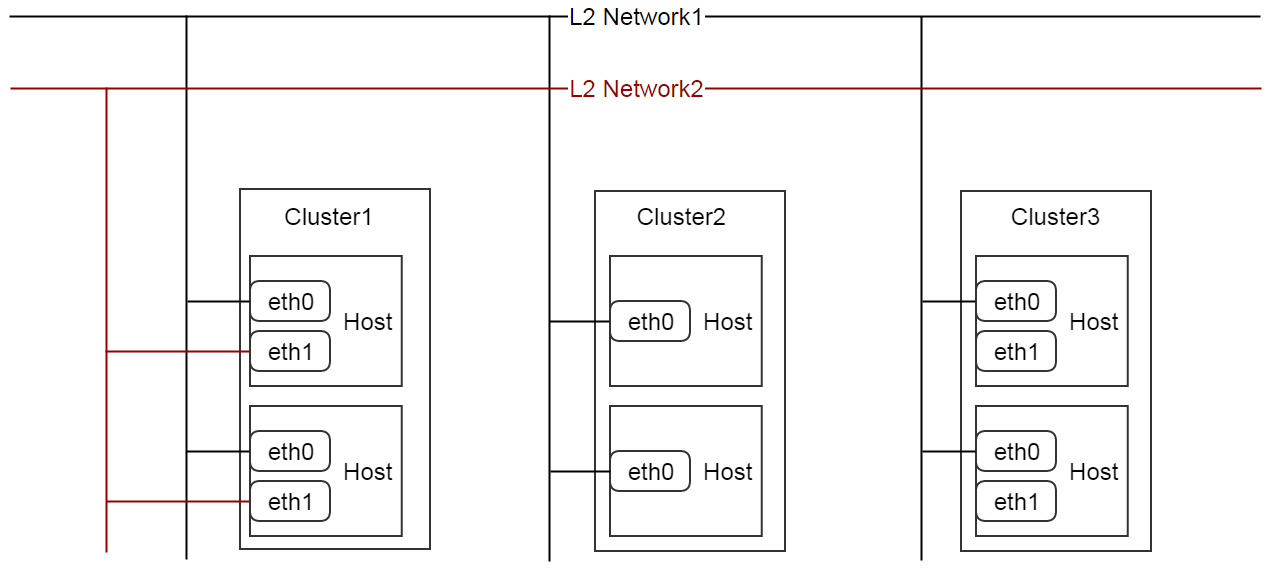 L2 Network1
L2 Network2
Cluster1
eth0
Host
eth1
eth0
Host
eth1
Cluster2
eth0 Host
eth0 Host
Cluster3
eth0
Host
eth1
eth0
Host
eth1